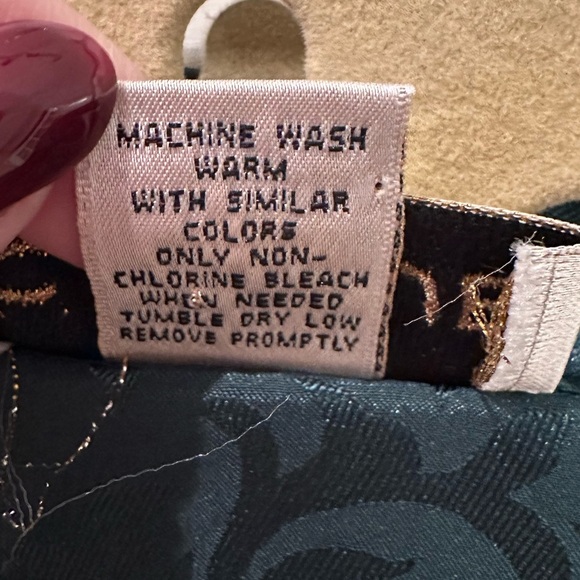 MACHINE WASH
WARM
WITH SIMILAR
COLORS
ONLY NON-
CHLORINE BLEACH
WHEN NEEDED
TUMBLE DRY LOW
REMOVE PROMPTLY